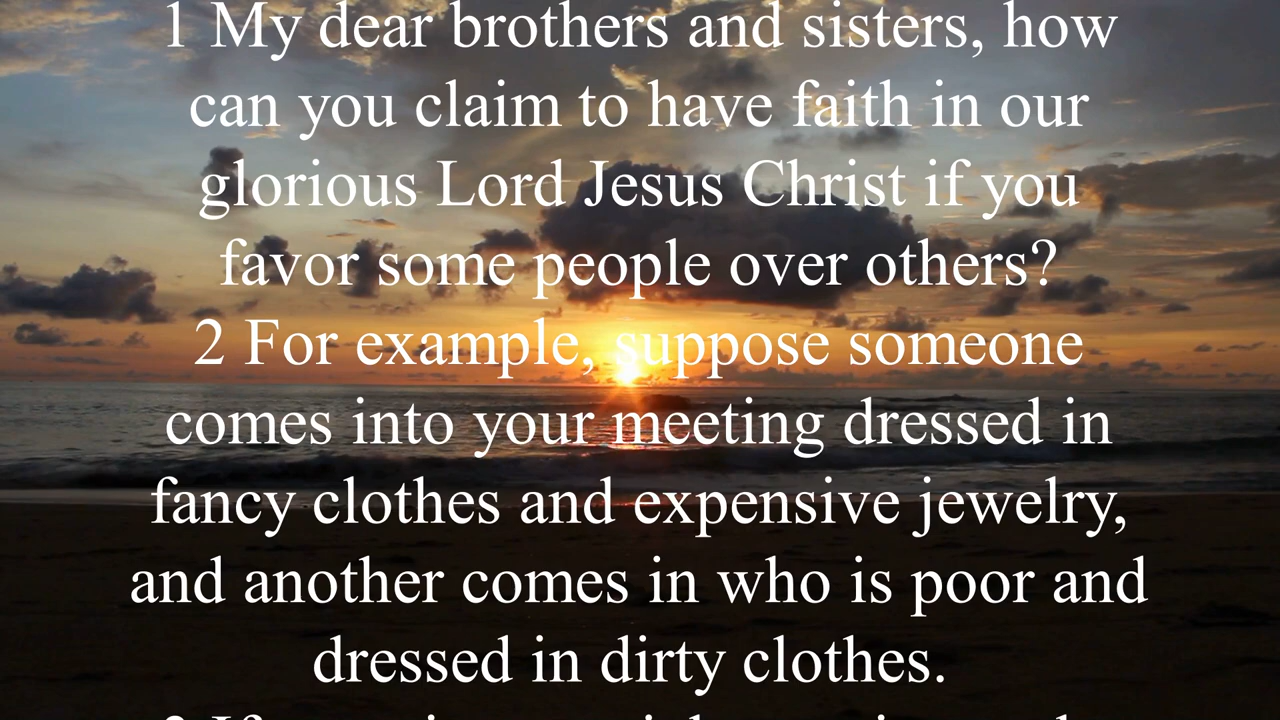 1 My dear brothers and sisters, how
can you claim to have faith in our
glorious Lord Jesus Christ if you
favor some people over others?
2 For example, suppose someone
comes into your meeting dressed in
fancy clothes and expensive jewelry,
and another comes in who is poor and
dressed in dirty clothes.